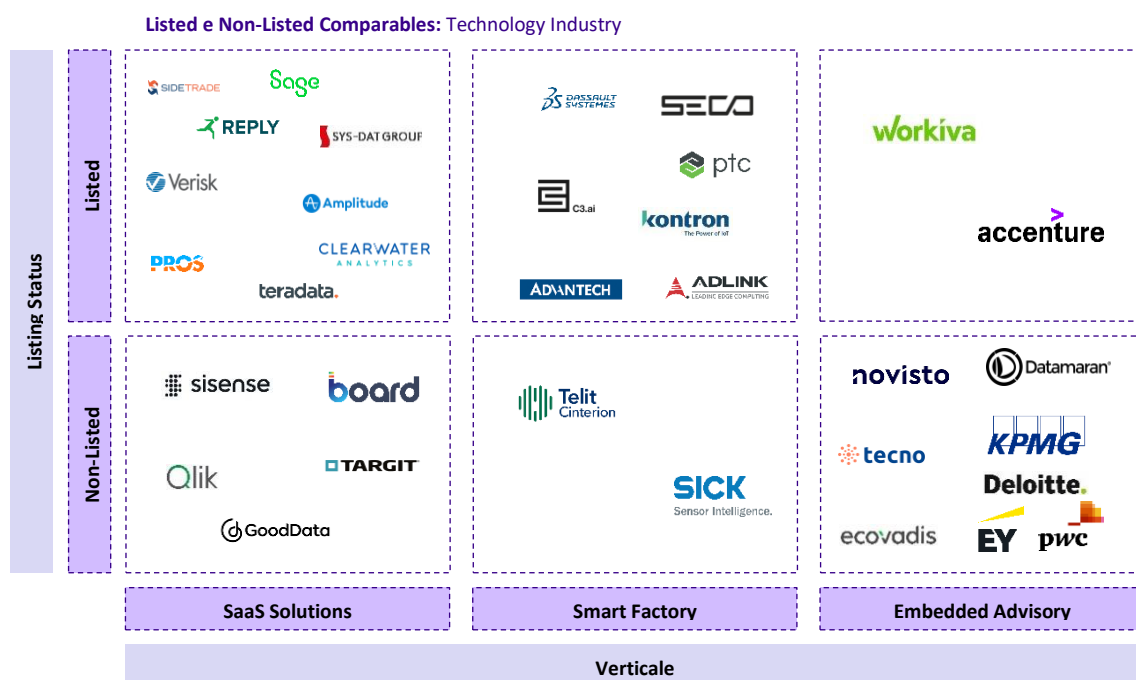 Listed e Non-Listed Comparables: Technology Industry
Listing Status
Listed
SIDETRADE
Sage
REPLY
SYS-DAT GROUP
Verisk
Amplitude
PROS
CLEARWATER
ANALYTICS
teradata.
3S DASSAULT
SYSTEMES
SECO
ptc
C3.ai
kontron
The Power of IoT
ADVANTECH
ADLINK
LEADING EDGE COMPUTING
workiva
accenture
Non-Listed
sisense
board
Qlik
TARGIT
GoodData
Telit
Cinterion
SICK
Sensor Intelligence.
novisto
Datamaran®
tecno
KPMG
Deloitte.
ecovadis
EY
pwc
SaaS Solutions
Smart Factory
Embedded Advisory
Verticale